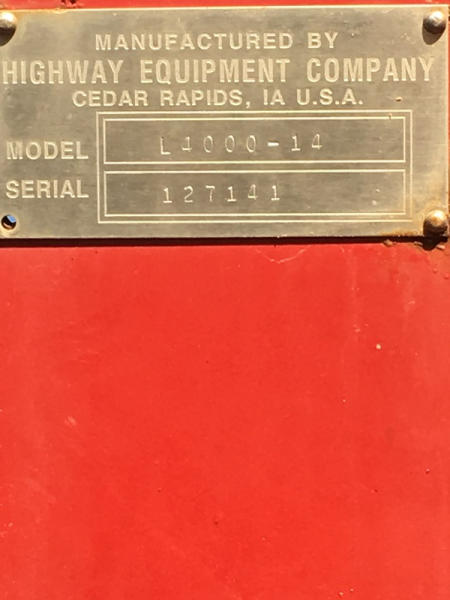 MANUFACTURED BY
HIGHWAY EQUIPMENT COMPANY
CEDAR RAPIDS, IA U.S.A.
MODEL L4000-14
SERIAL 127141